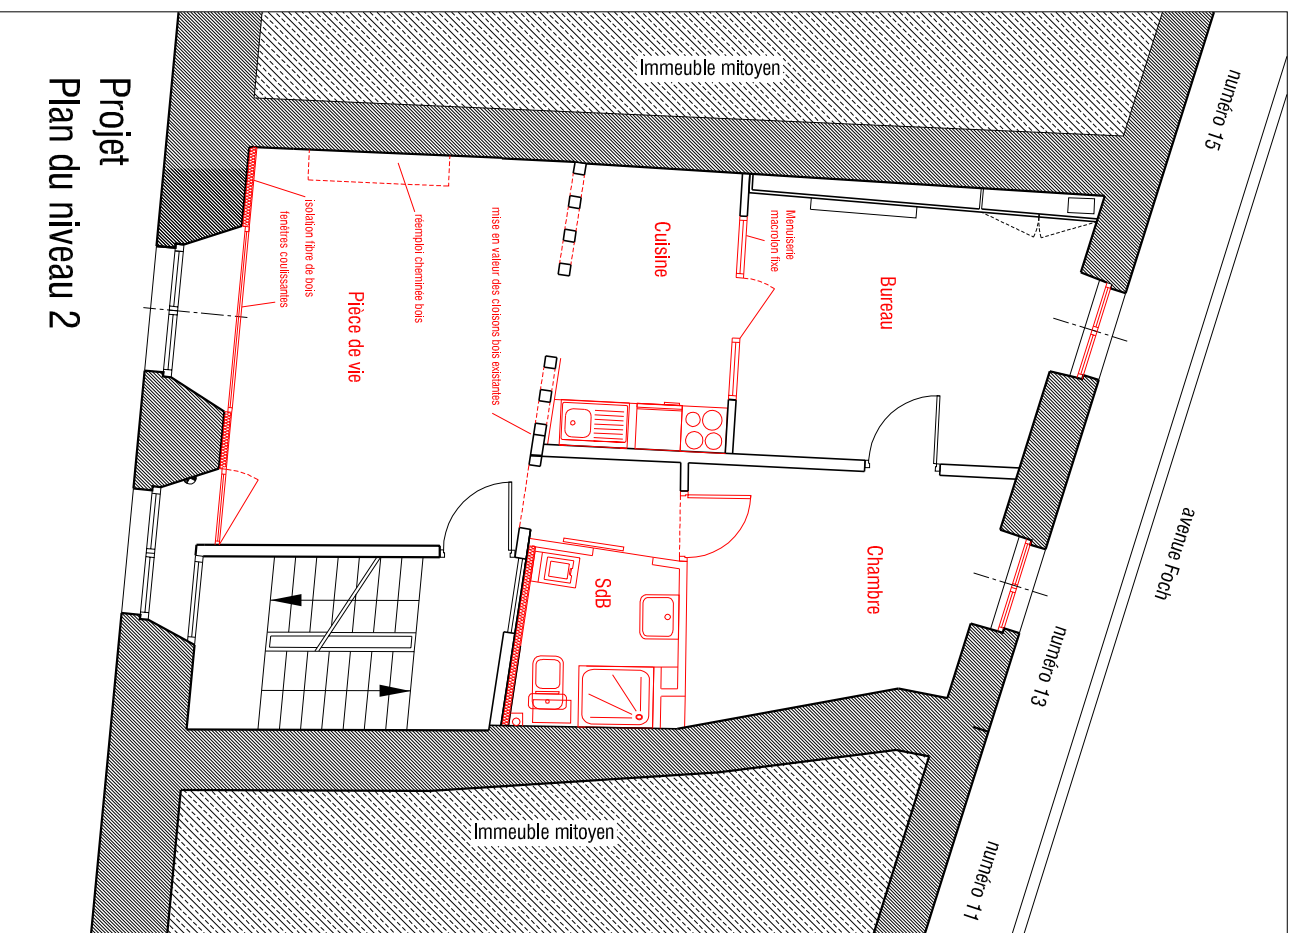 Projet
Plan du niveau 2
Immeuble mitoyen
numéro 15
avenue Foch
numéro 13
numéro 11
Immeuble mitoyen
Bureau
Menuiserie
macrolon fixe
Cuisine
mise en valeur des cloisons bois existantes
réemploi cheminée bois
Pièce de vie
isolation fibre de bois
fenêtres coulissantes
Chambre
SdB